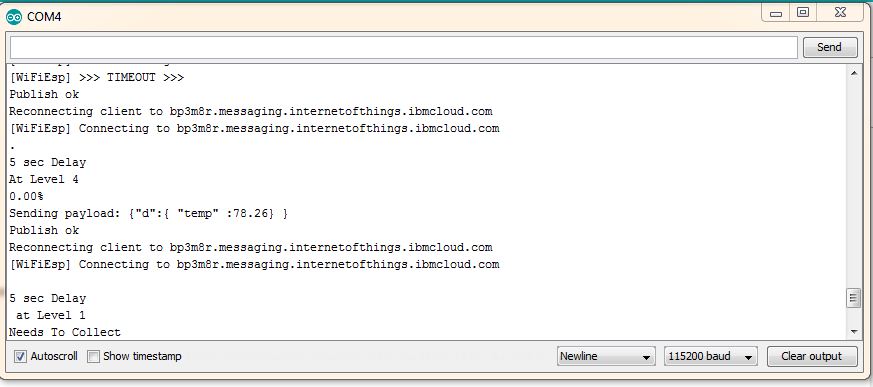 COM4
Send
[WiFiEsp] >>> TIMEOUT >>>
Publish ok
Reconnecting client to bp3m8r.messaging.internetofthings.ibmcloud.com
[WiFiEsp] Connecting to bp3m8r.messaging.internetofthings.ibmcloud.com
.
5 sec Delay
At Level 4
0.00%
Sending payload: {"d":{ "temp" :78.26} }
Publish ok
Reconnecting client to bp3m8r.messaging.internetofthings.ibmcloud.com
[WiFiEsp] Connecting to bp3m8r.messaging.internetofthings.ibmcloud.com
5 sec Delay
 at Level 1
Needs To Collect
Autoscroll Show timestamp Newline 115200 baud Clear output